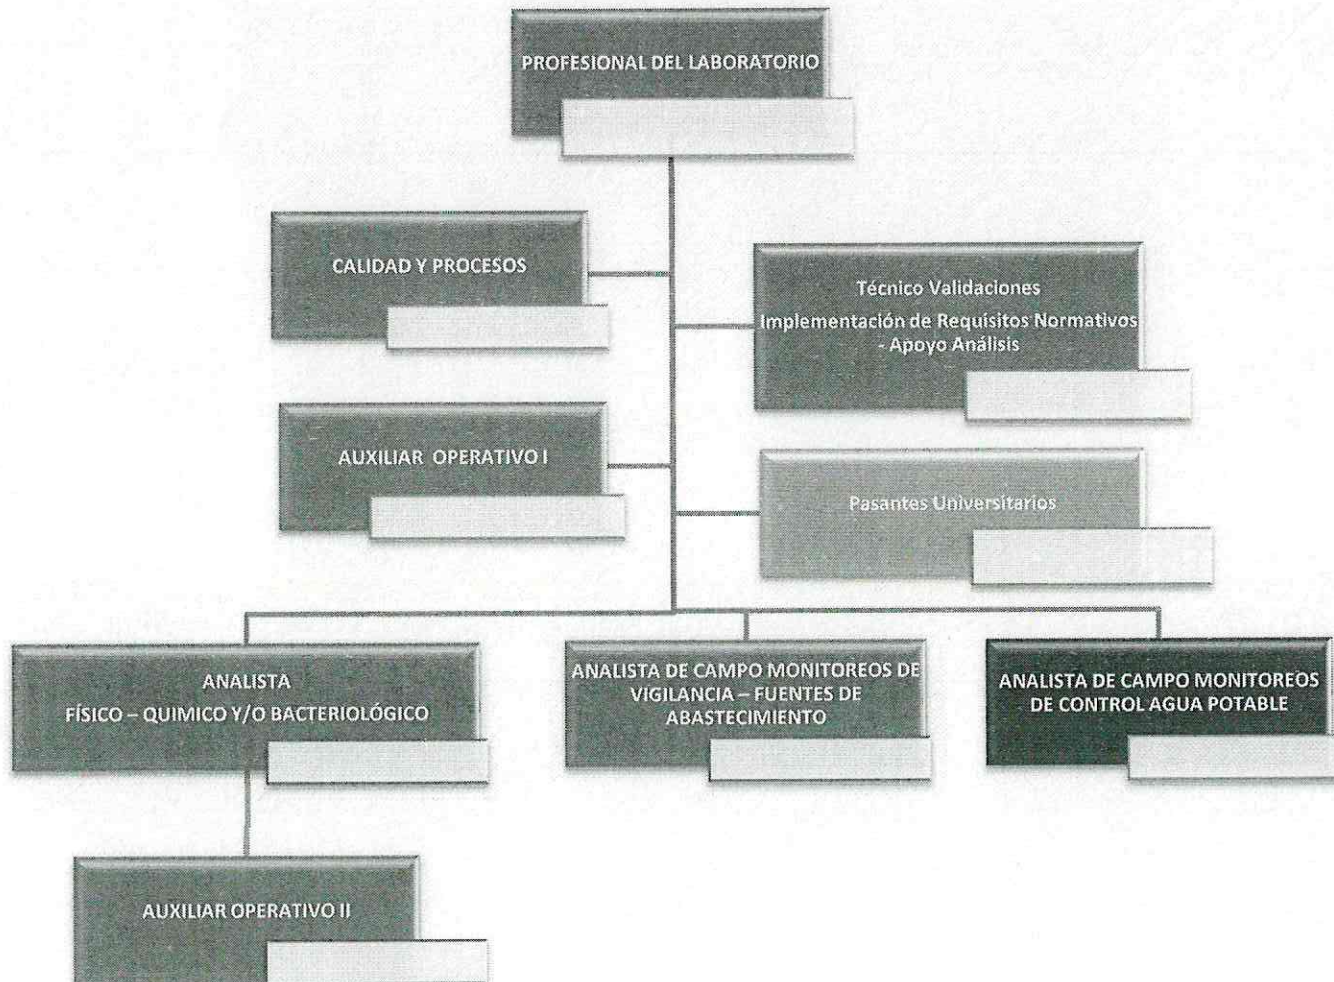 PROFESIONAL DEL LABORATORIO
CALIDAD Y PROCESOS
Técnico Validaciones
Implementación de Requisitos Normativos
- Apoyo Análisis
AUXILIAR OPERATIVO I
Pasantes Universitarios
ANALISTA
FÍSICO – QUIMICO Y/O BACTERIOLÓGICO
ANALISTA DE CAMPO MONITOREOS DE
VIGILANCIA – FUENTES DE
ABASTECIMIENTO
ANALISTA DE CAMPO MONITOREOS
DE CONTROL AGUA POTABLE
AUXILIAR OPERATIVO II